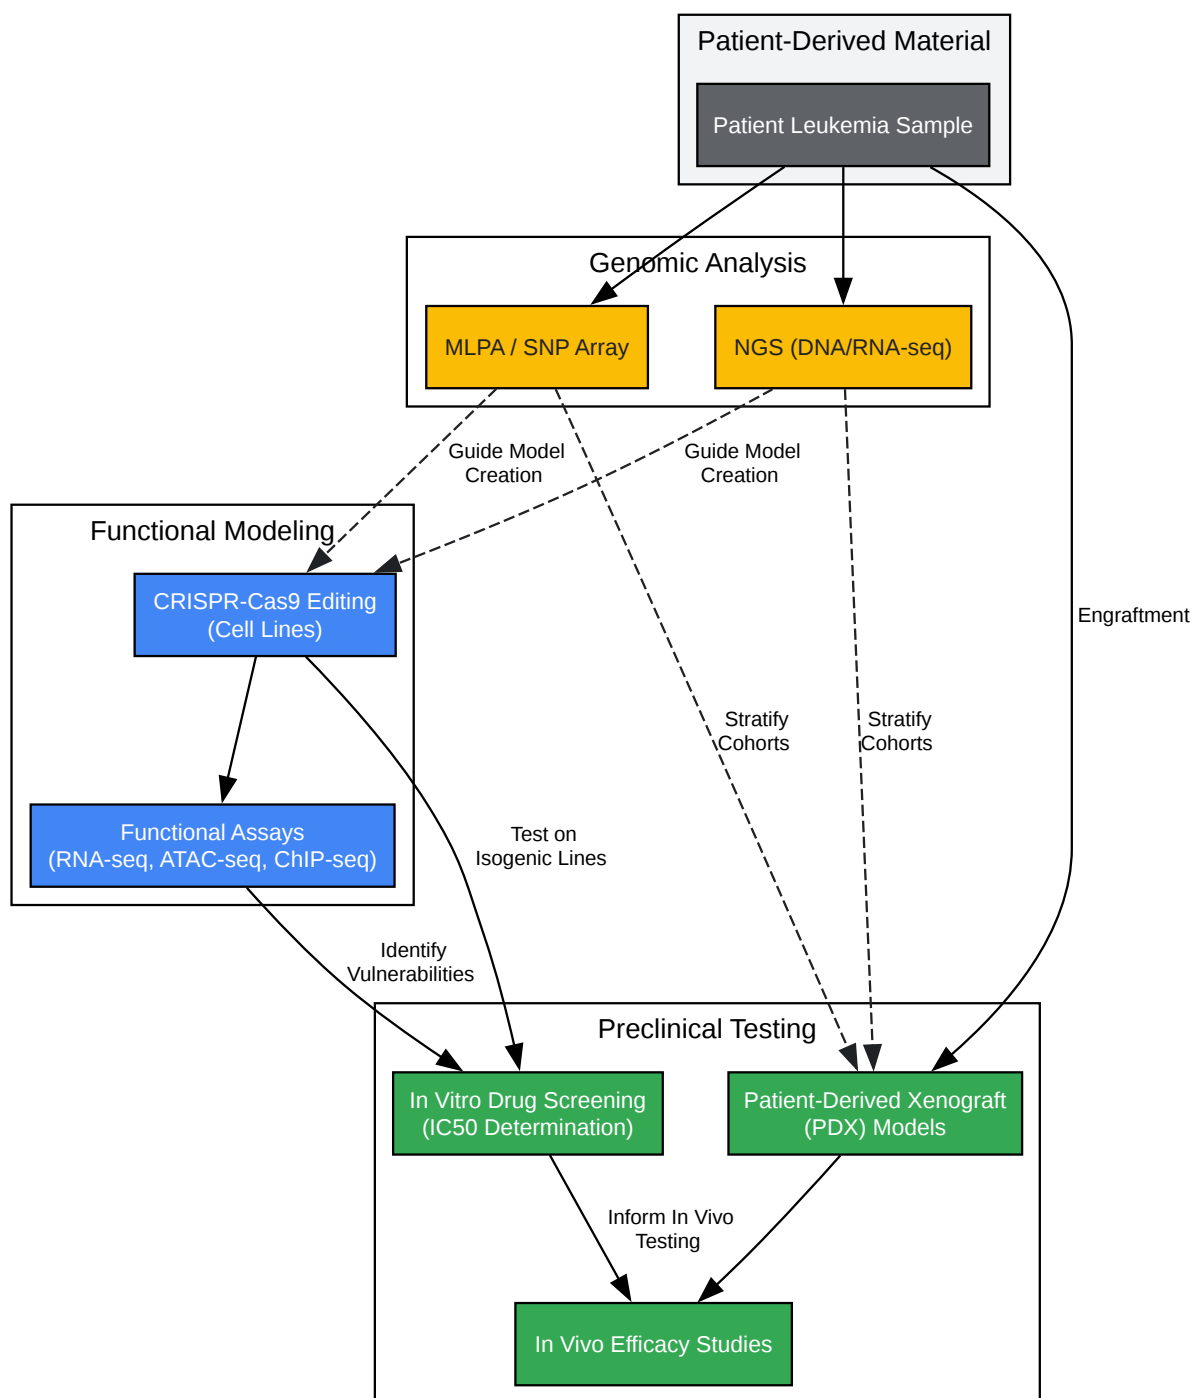 Patient-Derived Material
Patient Leukemia Sample
Genomic Analysis
MLPA / SNP Array
NGS (DNA/RNA-seq)
Guide Model
Creation
Guide Model
Creation
Functional Modeling
CRISPR-Cas9 Editing
(Cell Lines)
Engraftment
Stratify
Cohorts
Stratify
Cohorts
Functional Assays
(RNA-seq, ATAC-seq, ChIP-seq)
Test on
Isogenic Lines
Identify
Vulnerabilities
Preclinical Testing
In Vitro Drug Screening
(IC50 Determination)
Patient-Derived Xenograft
(PDX) Models
Inform In Vivo
Testing
In Vivo Efficacy Studies